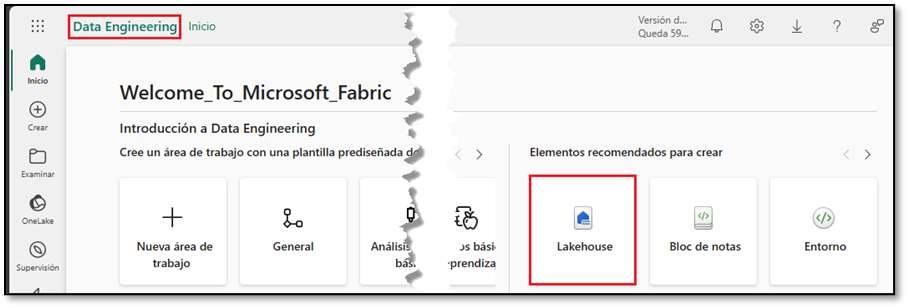 Data Engineering Inicio
Versión d...
Queda 59...
Inicio
Crear
Examinar
OneLake
Supervisión
Welcome_To_Microsoft_Fabric
Introducción a Data Engineering
Cree un área de trabajo con una plantilla prediseñada de
Nueva área de
trabajo
General
Análisis
bás
os básic
prendiza
Elementos recomendados para crear
Lakehouse
Bloc de notas
Entorno